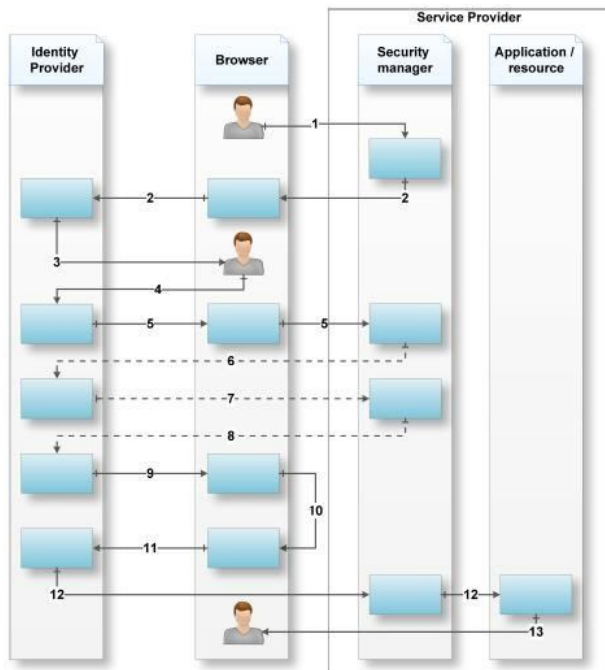 Service Provider
Identity
Provider
Browser
Security
manager
Application /
resource
1
2
2
3
4
5
5
6
7
8
9
10
11
12
12
13